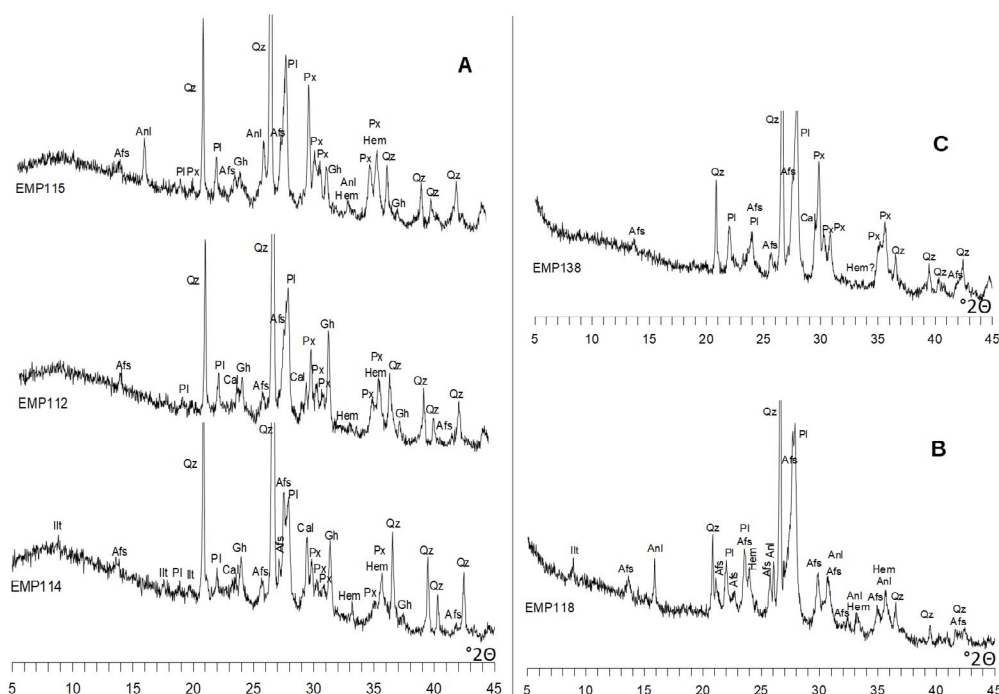 A
Qz
Qz
Pl
Px
Anl
Afs
Pl Px
Pl
Afs
Gh
Anl
Afs
Px
Px
Gh
Anl
Hem
Px
Px
Hem
Qz
Gh
Qz
Qz
Qz
EMP115
Qz
Qz
Afs
Pl
Cal
Gh
Afs
Afs
Pl
Cal
Px
Px
Px
Gh
Hem
Px
Px
Hem
Qz
Gh
Qz
Qz
Afs
Qz
EMP112
Ilt
Afs
Ilt
Pl
Ilt
Qz
Pl
Cal
Gh
Afs
Qz
Afs
Afs
Pl
Cal
Px
Px
Px
Gh
Hem
Px
Px
Hem
Qz
Gh
Qz
Qz
Afs
Qz
EMP114
°2Θ
5 10 15 20 25 30 35 40 45
C
Afs
Qz
Pl
Afs
Pl
Afs
Qz
Afs
Pl
Cal
Px
Px
Px
Hem?
Px
Px
Qz
Qz
Qz
Afs
Qz
EMP138
°2Θ
5 10 15 20 25 30 35 40 45
B
Ilt
Afs
Anl
Qz
Afs
Pl
Afs
Pl
Afs
Hem
Afs
Anl
Qz
Afs
Pl
Afs
Anl
Afs
Afs
Anl
Hem
Afs
Hem
Anl
Qz
Qz
Qz
Afs
EMP118
°2Θ
5 10 15 20 25 30 35 40 45